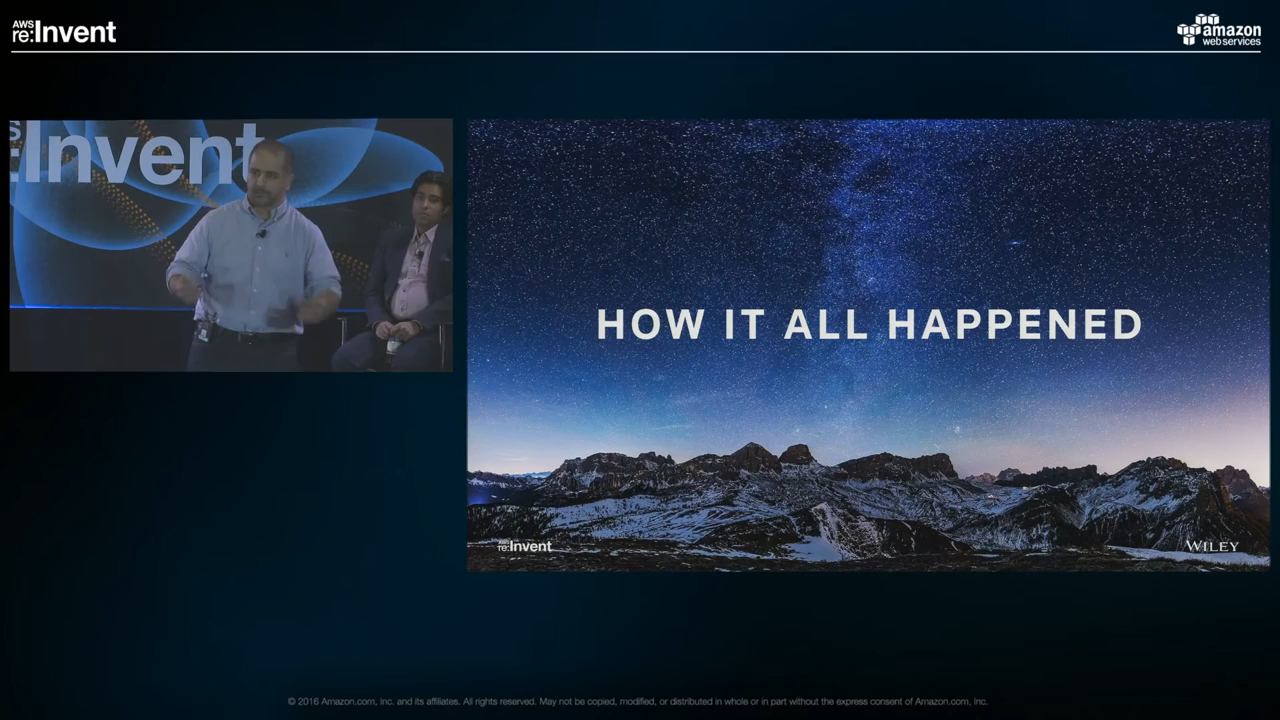 AWS
re:Invent
amazon
web services
s
:Invent
HOW IT ALL HAPPENED
AWS
re:Invent
WILEY
© 2016 Amazon.com, Inc. and its affiliates. All rights reserved. May not be copied, modified, or distributed in whole or in part without the express consent of Amazon.com, Inc.